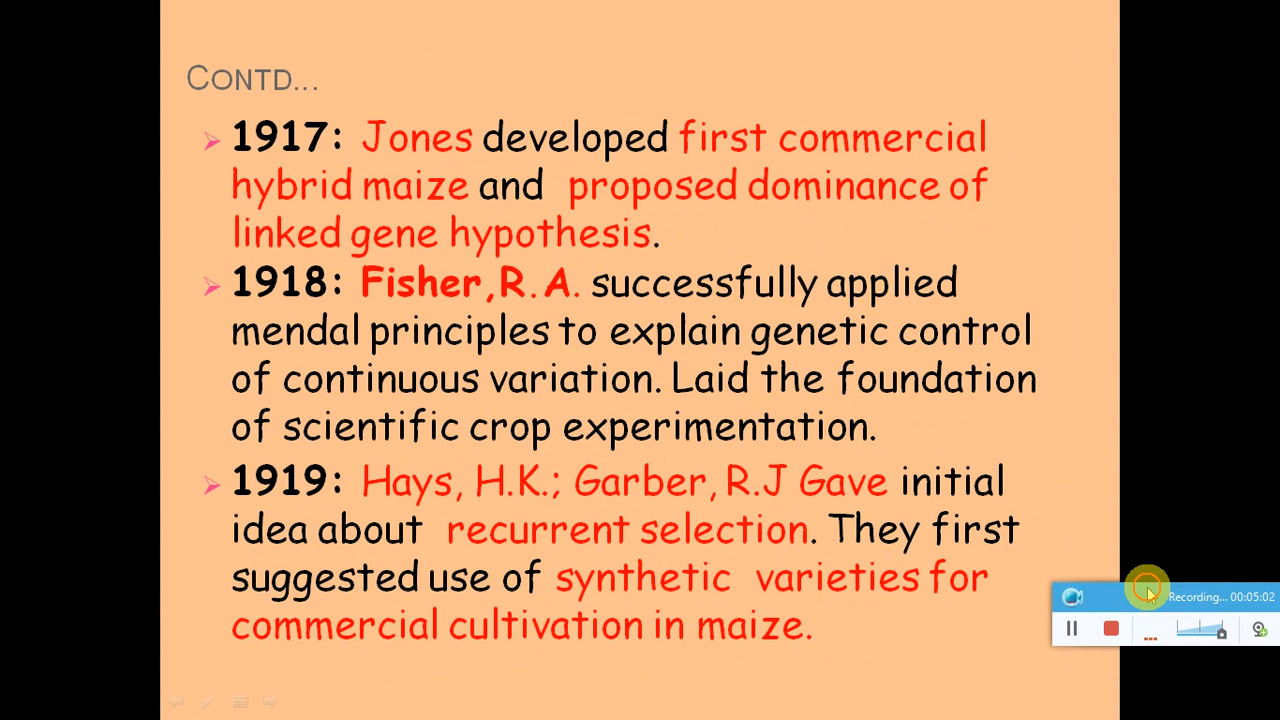 CONTD...
➢ 1917: Jones developed first commercial
hybrid maize and proposed dominance of
linked gene hypothesis.
➢ 1918: Fisher,R.A. successfully applied
mendal principles to explain genetic control
of continuous variation. Laid the foundation
of scientific crop experimentation.
➢ 1919: Hays, H.K.; Garber, R.J Gave initial
idea about recurrent selection. They first
suggested use of synthetic varieties for
commercial cultivation in maize.
Recording... 00:05:02